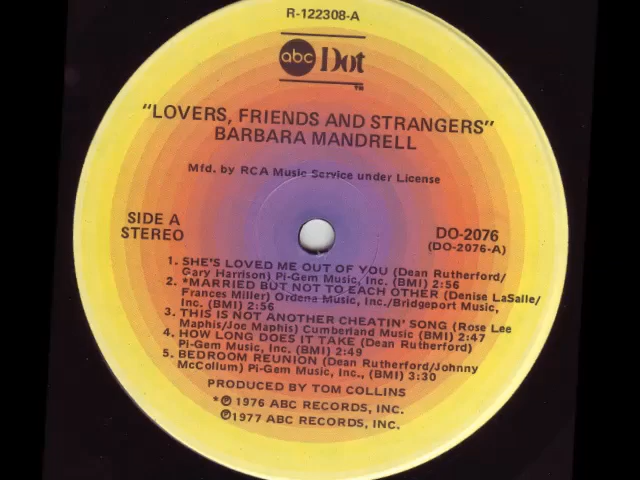 R-122308-A
abc Dot
TM
"LOVERS, FRIENDS AND STRANGERS"
BARBARA MANDRELL
Mfd. by RCA Music Service under License
SIDE A
STEREO
DO-2076
(DO-2076-A)
1. SHE'S LOVED ME OUT OF YOU (Dean Rutherford/
Gary Harrison) Pi-Gem Music, Inc. (BMI) 2:56
2. *MARRIED BUT NOT TO EACH OTHER (Denise LaSalle/
Frances Miller) Ordena Music, Inc./Bridgeport Music,
Inc. (BMI) 2:56
3. THIS IS NOT ANOTHER CHEATIN' SONG (Rose Lee
Maphis/Joe Maphis) Cumberland Music (BMI) 2:47
4. HOW LONG DOES IT TAKE (Dean Rutherford)
Pi-Gem Music, Inc. (BMI) 2:49
5. BEDROOM REUNION (Dean Rutherford/Johnny
McCollum) Pi-Gem Music, Inc., (BMI) 3:30
PRODUCED BY TOM COLLINS
*℗ 1976 ABC RECORDS, INC.
℗1977 ABC RECORDS, INC.